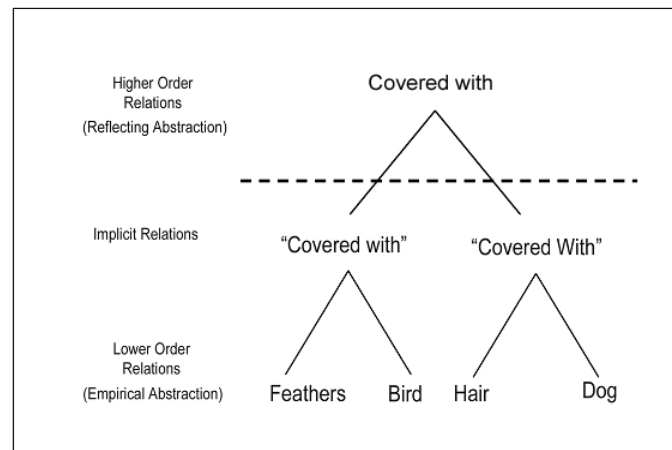 Higher Order
Relations
(Reflecting Abstraction)
Covered with
Implicit Relations
“Covered with”
“Covered With”
Lower Order
Relations
(Empirical Abstraction)
Feathers
Bird
Hair
Dog